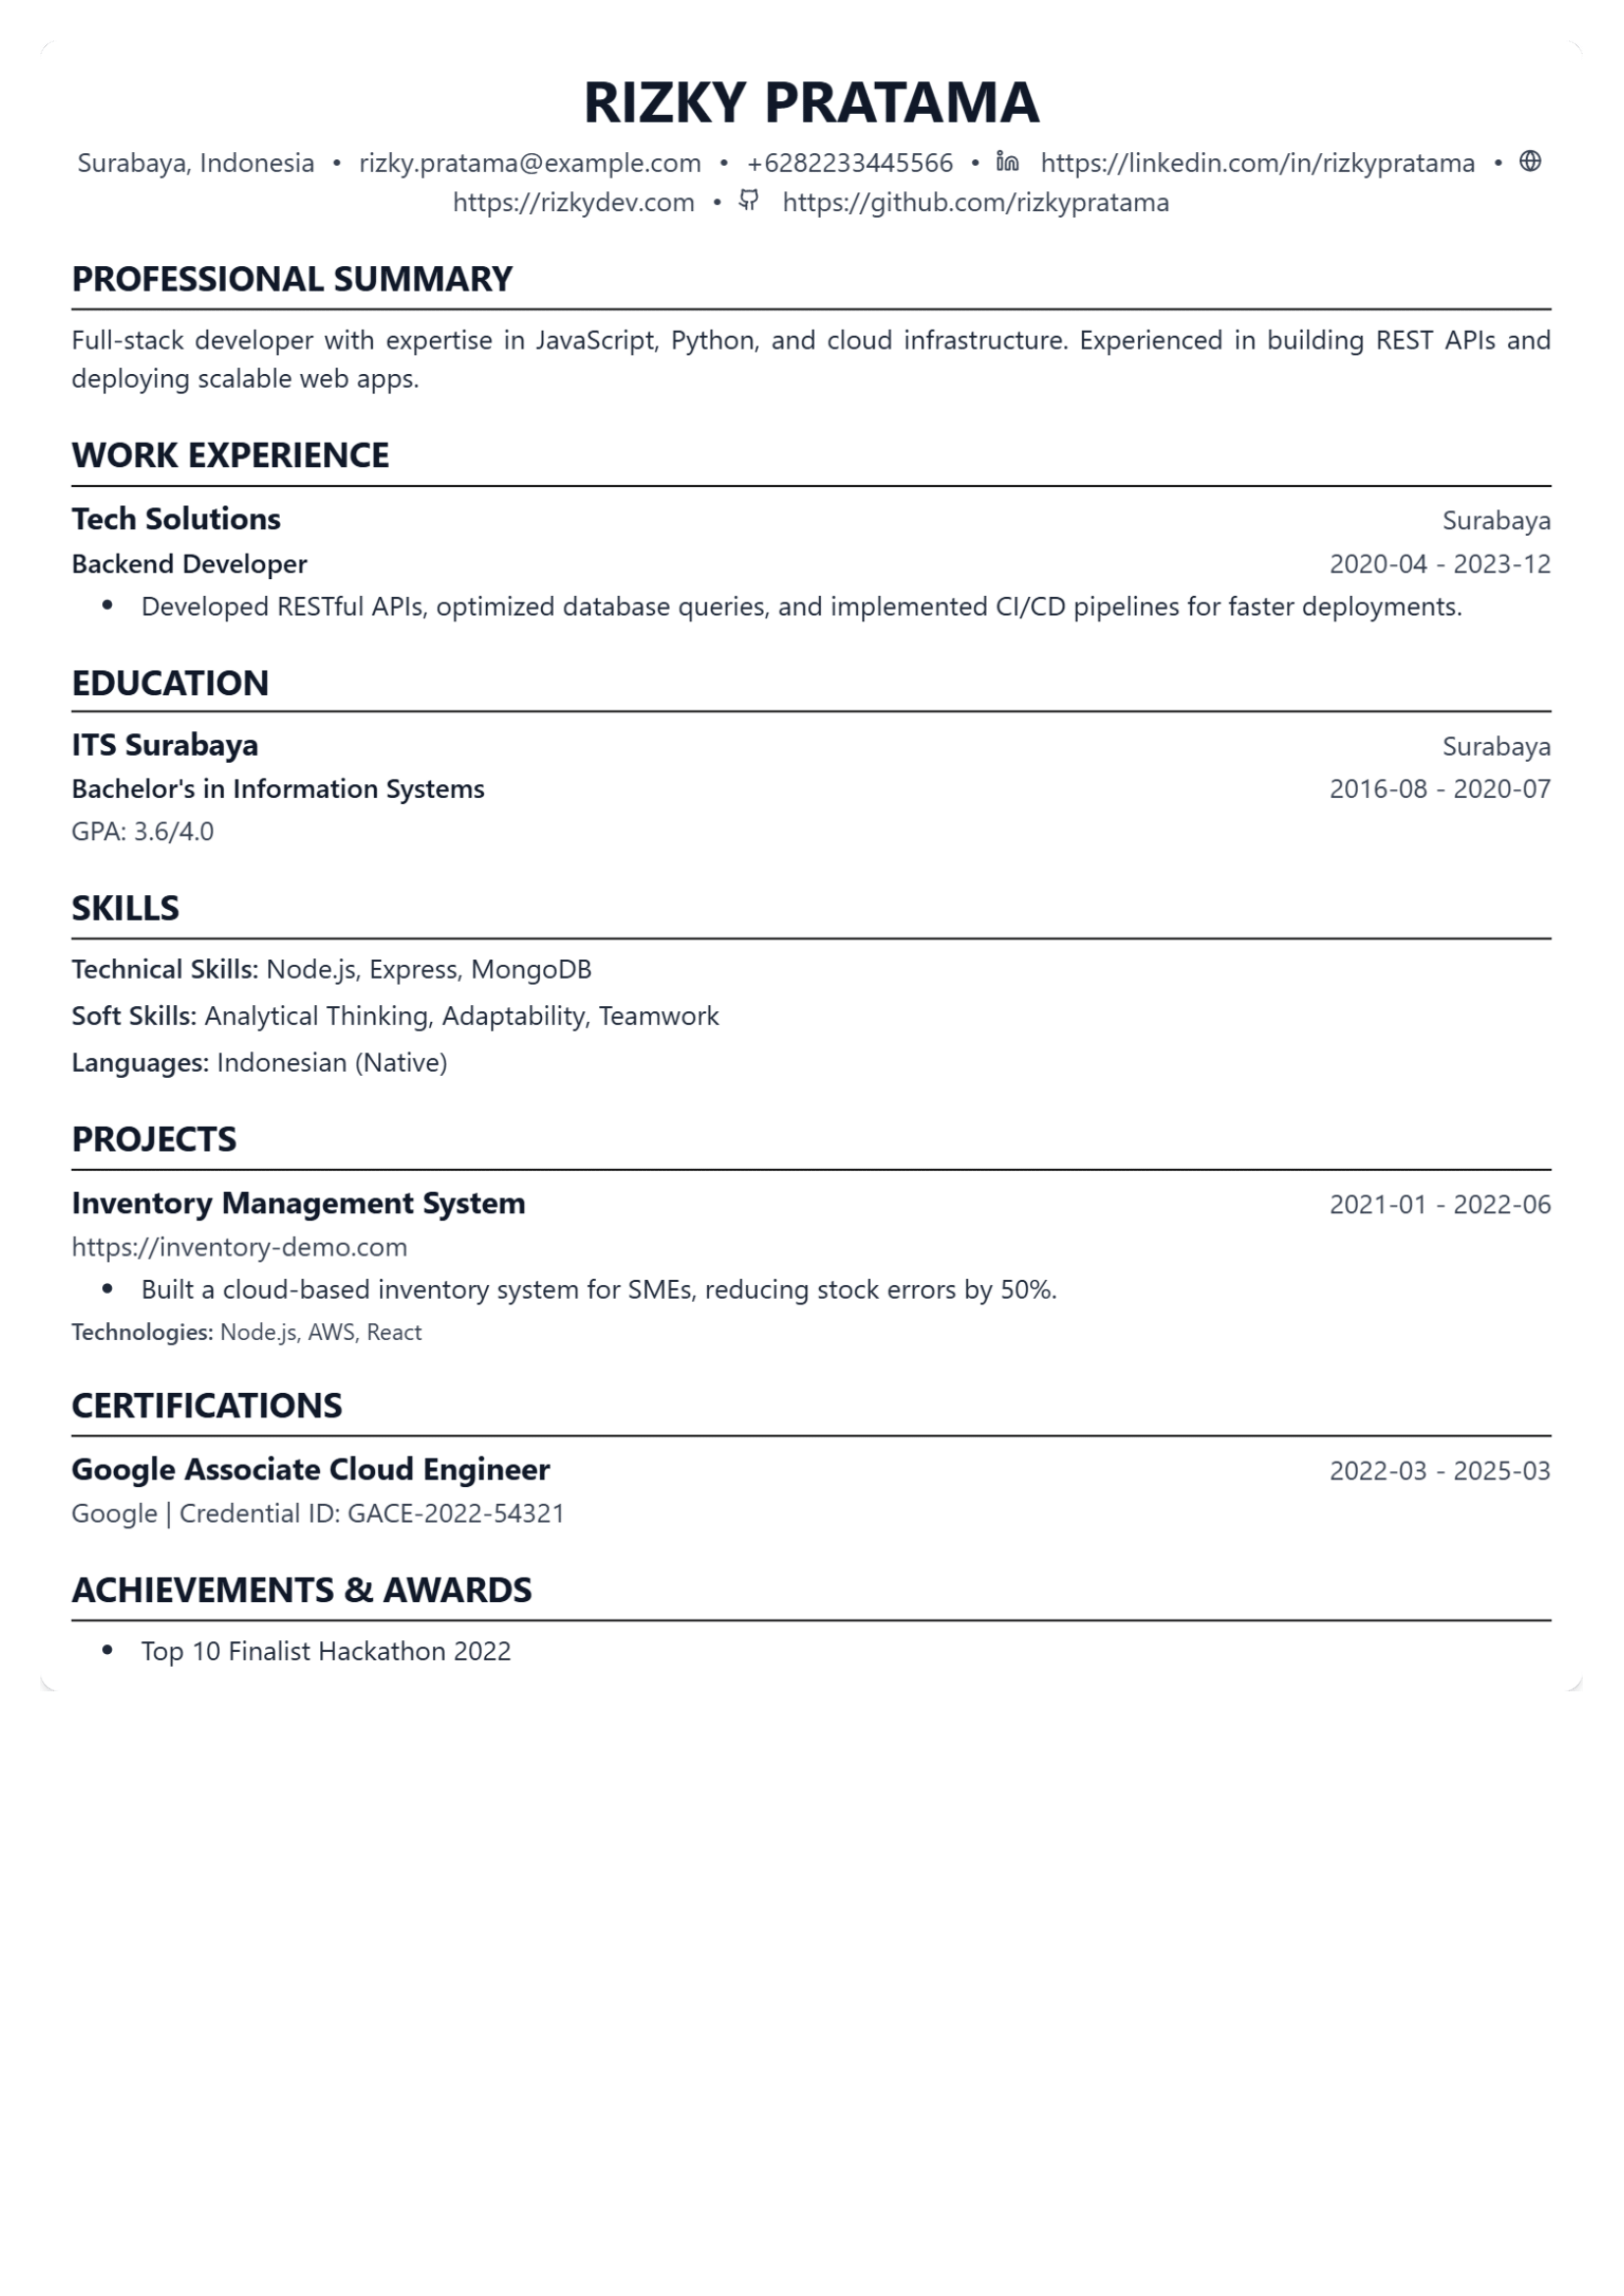 RIZKY PRATAMA
Surabaya, Indonesia • rizky.pratama@example.com • +6282233445566 • https://linkedin.com/in/rizkypratama •
https://rizkydev.com • https://github.com/rizkypratama
PROFESSIONAL SUMMARY
Full-stack developer with expertise in JavaScript, Python, and cloud infrastructure. Experienced in building REST APIs and
deploying scalable web apps.
WORK EXPERIENCE
Tech Solutions Surabaya
Backend Developer 2020-04 - 2023-12
• Developed RESTful APIs, optimized database queries, and implemented CI/CD pipelines for faster deployments.
EDUCATION
ITS Surabaya Surabaya
Bachelor's in Information Systems 2016-08 - 2020-07
GPA: 3.6/4.0
SKILLS
Technical Skills: Node.js, Express, MongoDB
Soft Skills: Analytical Thinking, Adaptability, Teamwork
Languages: Indonesian (Native)
PROJECTS
Inventory Management System 2021-01 - 2022-06
https://inventory-demo.com
• Built a cloud-based inventory system for SMEs, reducing stock errors by 50%.
Technologies: Node.js, AWS, React
CERTIFICATIONS
Google Associate Cloud Engineer 2022-03 - 2025-03
Google | Credential ID: GACE-2022-54321
ACHIEVEMENTS & AWARDS
• Top 10 Finalist Hackathon 2022